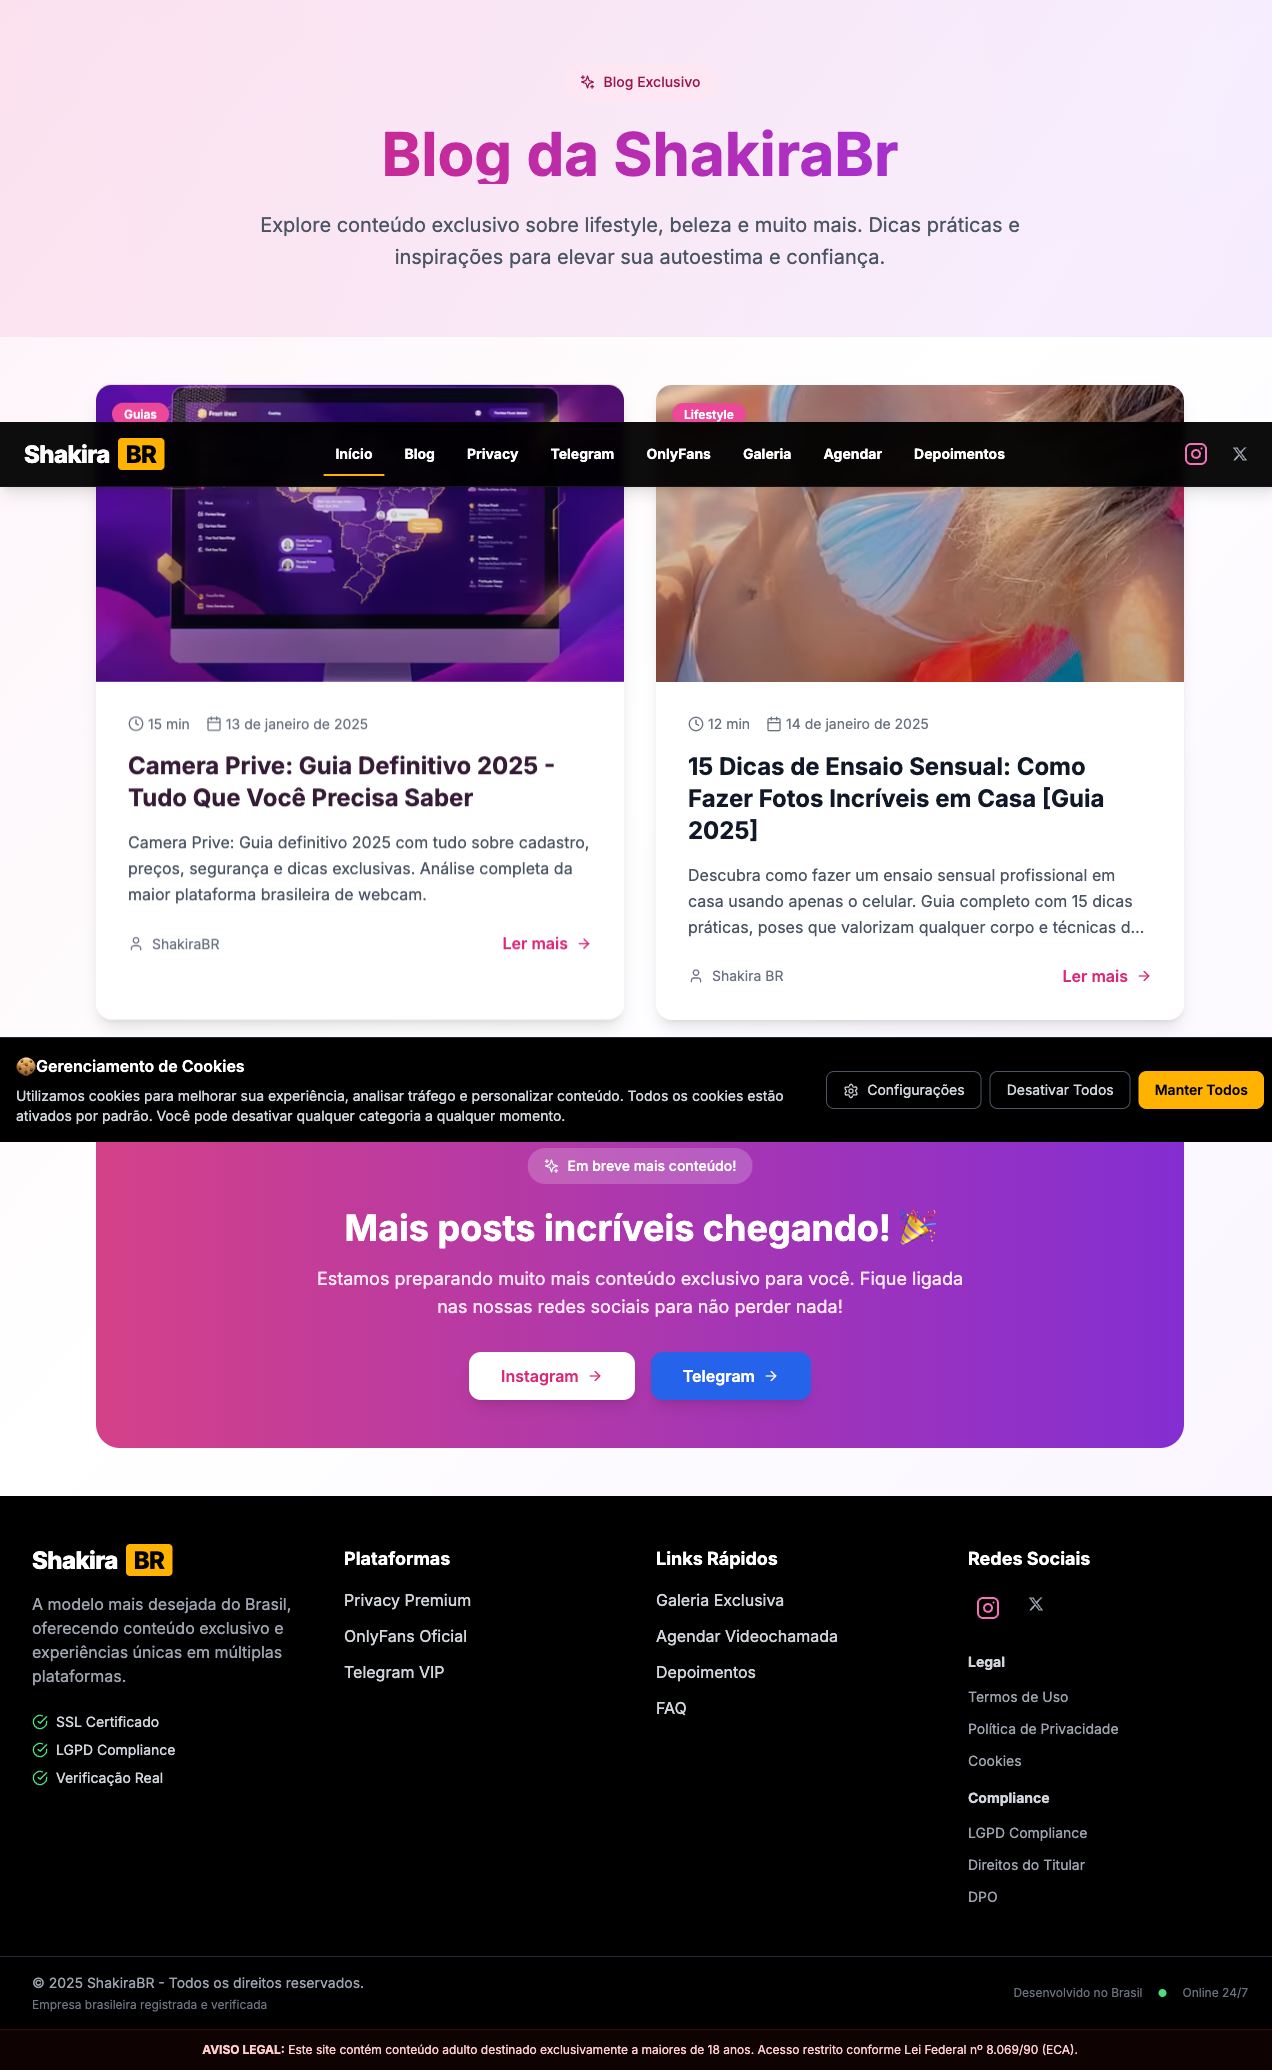 Blog Exclusivo
Blog da ShakiraBr
Explore conteúdo exclusivo sobre lifestyle, beleza e muito mais. Dicas práticas e
inspirações para elevar sua autoestima e confiança.
Guias
Lifestyle
Shakira BR
Início
Blog
Privacy
Telegram
OnlyFans
Galeria
Agendar
Depoimentos
15 min
13 de janeiro de 2025
Camera Prive: Guia Definitivo 2025 -
Tudo Que Você Precisa Saber
Camera Prive: Guia definitivo 2025 com tudo sobre cadastro,
preços, segurança e dicas exclusivas. Análise completa da
maior plataforma brasileira de webcam.
ShakiraBR
Ler mais
12 min
14 de janeiro de 2025
15 Dicas de Ensaio Sensual: Como
Fazer Fotos Incríveis em Casa [Guia
2025]
Descubra como fazer um ensaio sensual profissional em
casa usando apenas o celular. Guia completo com 15 dicas
práticas, poses que valorizam qualquer corpo e técnicas d...
Shakira BR
Ler mais
🍪Gerenciamento de Cookies
Utilizamos cookies para melhorar sua experiência, analisar tráfego e personalizar conteúdo. Todos os cookies estão
ativados por padrão. Você pode desativar qualquer categoria a qualquer momento.
Configurações
Desativar Todos
Manter Todos
Em breve mais conteúdo!
Mais posts incríveis chegando! 🎉
Estamos preparando muito mais conteúdo exclusivo para você. Fique ligada
nas nossas redes sociais para não perder nada!
Instagram
Telegram
Shakira BR
A modelo mais desejada do Brasil,
oferecendo conteúdo exclusivo e
experiências únicas em múltiplas
plataformas.
SSL Certificado
LGPD Compliance
Verificação Real
Plataformas
Privacy Premium
OnlyFans Oficial
Telegram VIP
Links Rápidos
Galeria Exclusiva
Agendar Videochamada
Depoimentos
FAQ
Redes Sociais
Legal
Termos de Uso
Política de Privacidade
Cookies
Compliance
LGPD Compliance
Direitos do Titular
DPO
© 2025 ShakiraBR - Todos os direitos reservados.
Empresa brasileira registrada e verificada
Desenvolvido no Brasil
Online 24/7
AVISO LEGAL: Este site contém conteúdo adulto destinado exclusivamente a maiores de 18 anos. Acesso restrito conforme Lei Federal nº 8.069/90 (ECA).